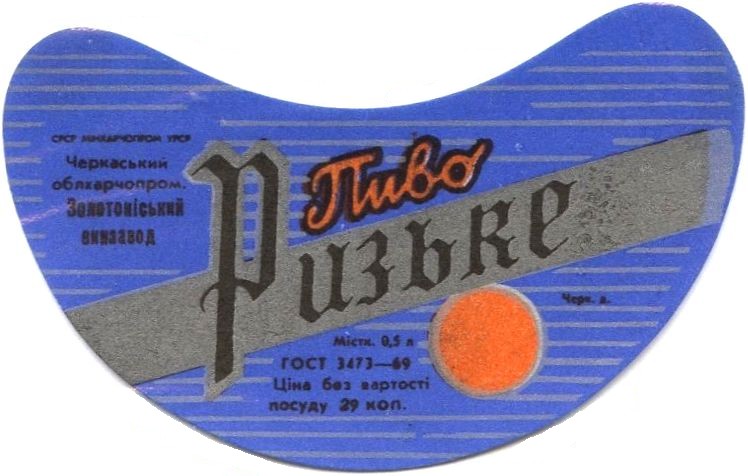 СРСР МІНХАРЧОПРОМ УРСР
Черкаський
облхарчопром.
Золотоніський
винзавод
Пиво
Ризьке
Черк. д.
Містк. 0,5 л
ГОСТ 3473—69
Ціна без вартості
посуду 29 коп.